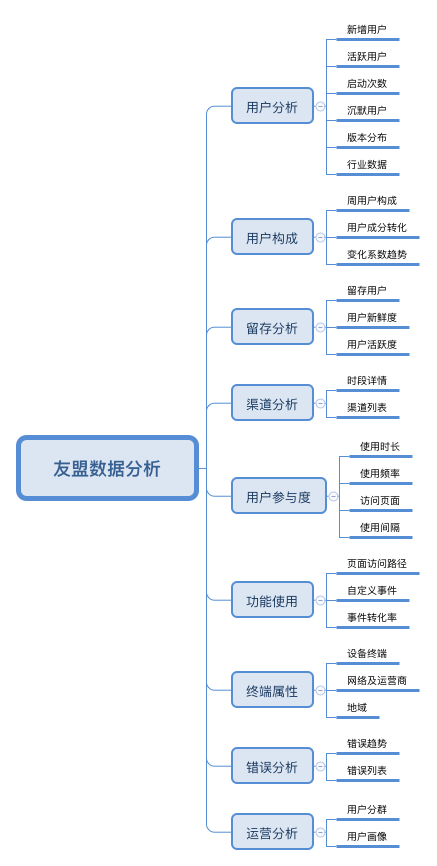 友盟数据分析
用户分析
新增用户
活跃用户
启动次数
沉默用户
版本分布
行业数据
用户构成
周用户构成
用户成分转化
变化系数趋势
留存分析
留存用户
用户新鲜度
用户活跃度
渠道分析
时段详情
渠道列表
用户参与度
使用时长
使用频率
访问页面
使用间隔
功能使用
页面访问路径
自定义事件
事件转化率
终端属性
设备终端
网络及运营商
地域
错误分析
错误趋势
错误列表
运营分析
用户分群
用户画像